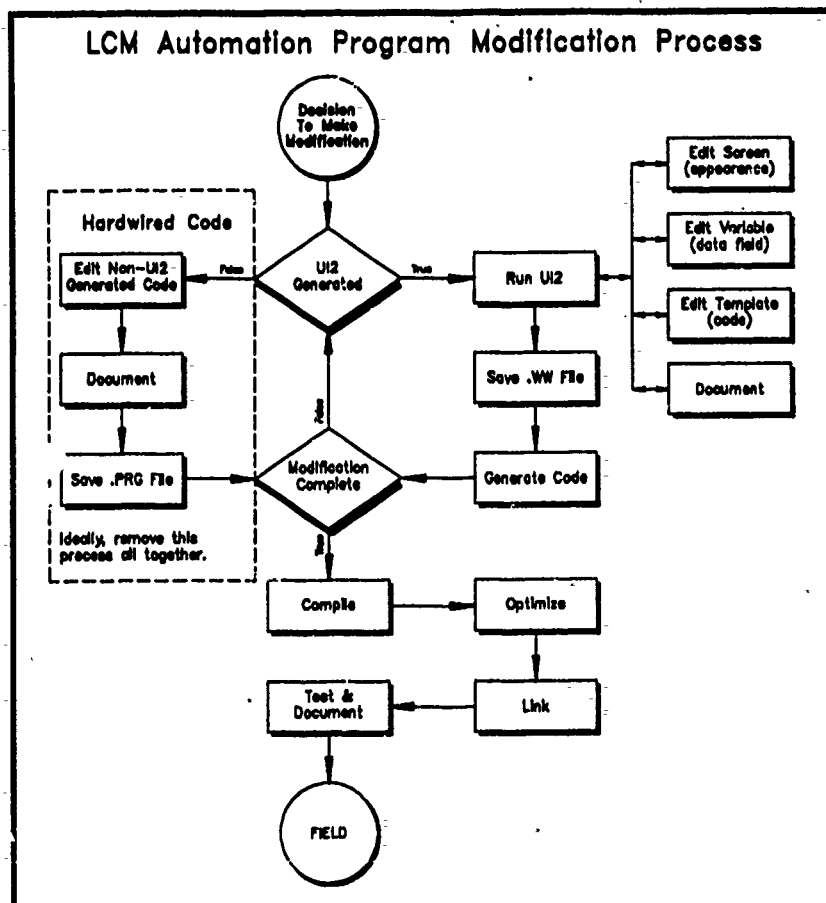 LCM Automation Program Modification Process
Decision
To Make
Modification
Hardwired Code
Edit Non-UI2
Generated Code
False
UI2
Generated
True
Run UI2
Edit Screen
(appearance)
Edit Variable
(data field)
Edit Template
(code)
Document
Document
Save .WW File
False
Save .PRG File
Modification
Complete
Generate Code
Ideally, remove this
process all together.
True
Compile
Optimize
Test &
Document
Link
FIELD